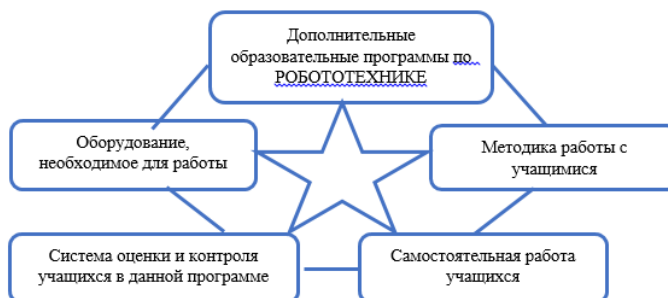 Дополнительные
образовательные программы по
РОБОТОТЕХНИКЕ
Оборудование,
необходимое для работы
Методика работы с
учащимися
Система оценки и контроля
учащихся в данной программе
Самостоятельная работа
учащихся